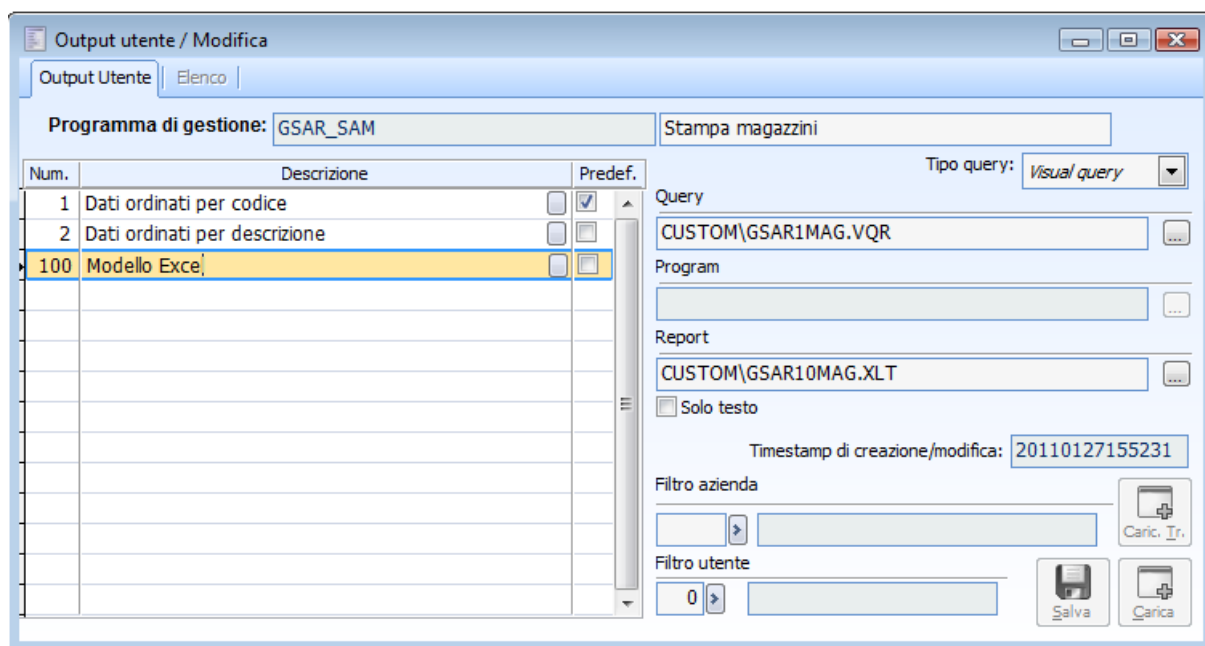 Output utente / Modifica
Output Utente Elenco
Programma di gestione: GSAR_SAM Stampa magazzini
Num. Descrizione Predef.
1 Dati ordinati per codice
2 Dati ordinati per descrizione
100 Modello Exce
Tipo query: Visual query
Query
CUSTOM\GSAR1MAG.VQR ...
Program
...
Report
CUSTOM\GSAR10MAG.XLT ...
Solo testo
Timestamp di creazione/modifica: 20110127155231
Filtro azienda
Caric. Tr.
Filtro utente
0
Salva
Carica